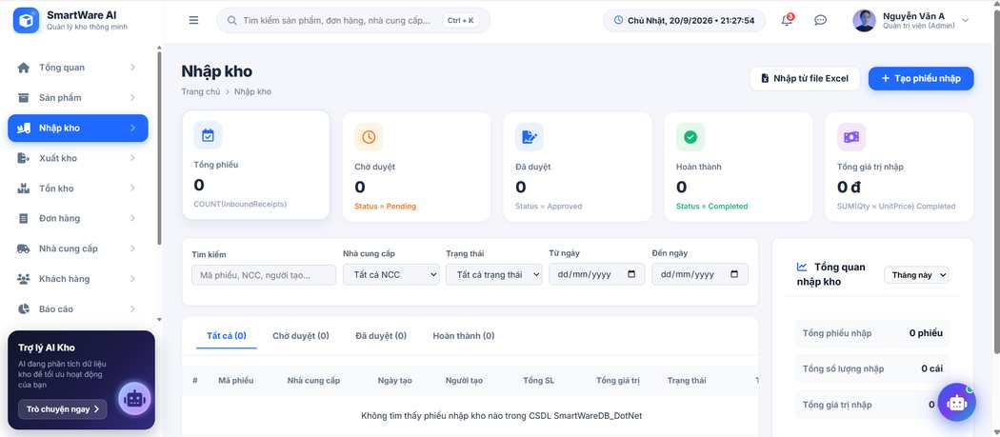 SmartWare AI
Quản lý kho thông minh
Tìm kiếm sản phẩm, đơn hàng, nhà cung cấp...
Ctrl + K
Chủ Nhật, 20/9/2026 • 21:27:54
3
Nguyễn Văn A
Quản trị viên (Admin)
Tổng quan
Sản phẩm
Nhập kho
Xuất kho
Tồn kho
Đơn hàng
Nhà cung cấp
Khách hàng
Báo cáo
Trợ lý AI Kho
AI đang phân tích dữ liệu
kho để tối ưu hoạt động
của bạn
Trò chuyện ngay
Nhập kho
Trang chủ > Nhập kho
Nhập từ file Excel
+ Tạo phiếu nhập
Tổng phiếu
0
COUNT(InboundReceipts)
Chờ duyệt
0
Status = Pending
Đã duyệt
0
Status = Approved
Hoàn thành
0
Status = Completed
Tổng giá trị nhập
0 đ
SUM(Qty × UnitPrice) Completed
Tìm kiếm
Mã phiếu, NCC, người tạo...
Nhà cung cấp
Tất cả NCC
Trạng thái
Tất cả trạng thái
Từ ngày
dd/mm/yyyy
Đến ngày
dd/mm/yyyy
Tất cả (0) Chờ duyệt (0) Đã duyệt (0) Hoàn thành (0)
# Mã phiếu Nhà cung cấp Ngày tạo Người tạo Tổng SL Tổng giá trị Trạng thái
Không tìm thấy phiếu nhập kho nào trong CSDL SmartWareDB_DotNet
Tổng quan
nhập kho
Tháng này
Tổng phiếu nhập 0 phiếu
Tổng số lượng nhập 0 cái
Tổng giá trị nhập 0